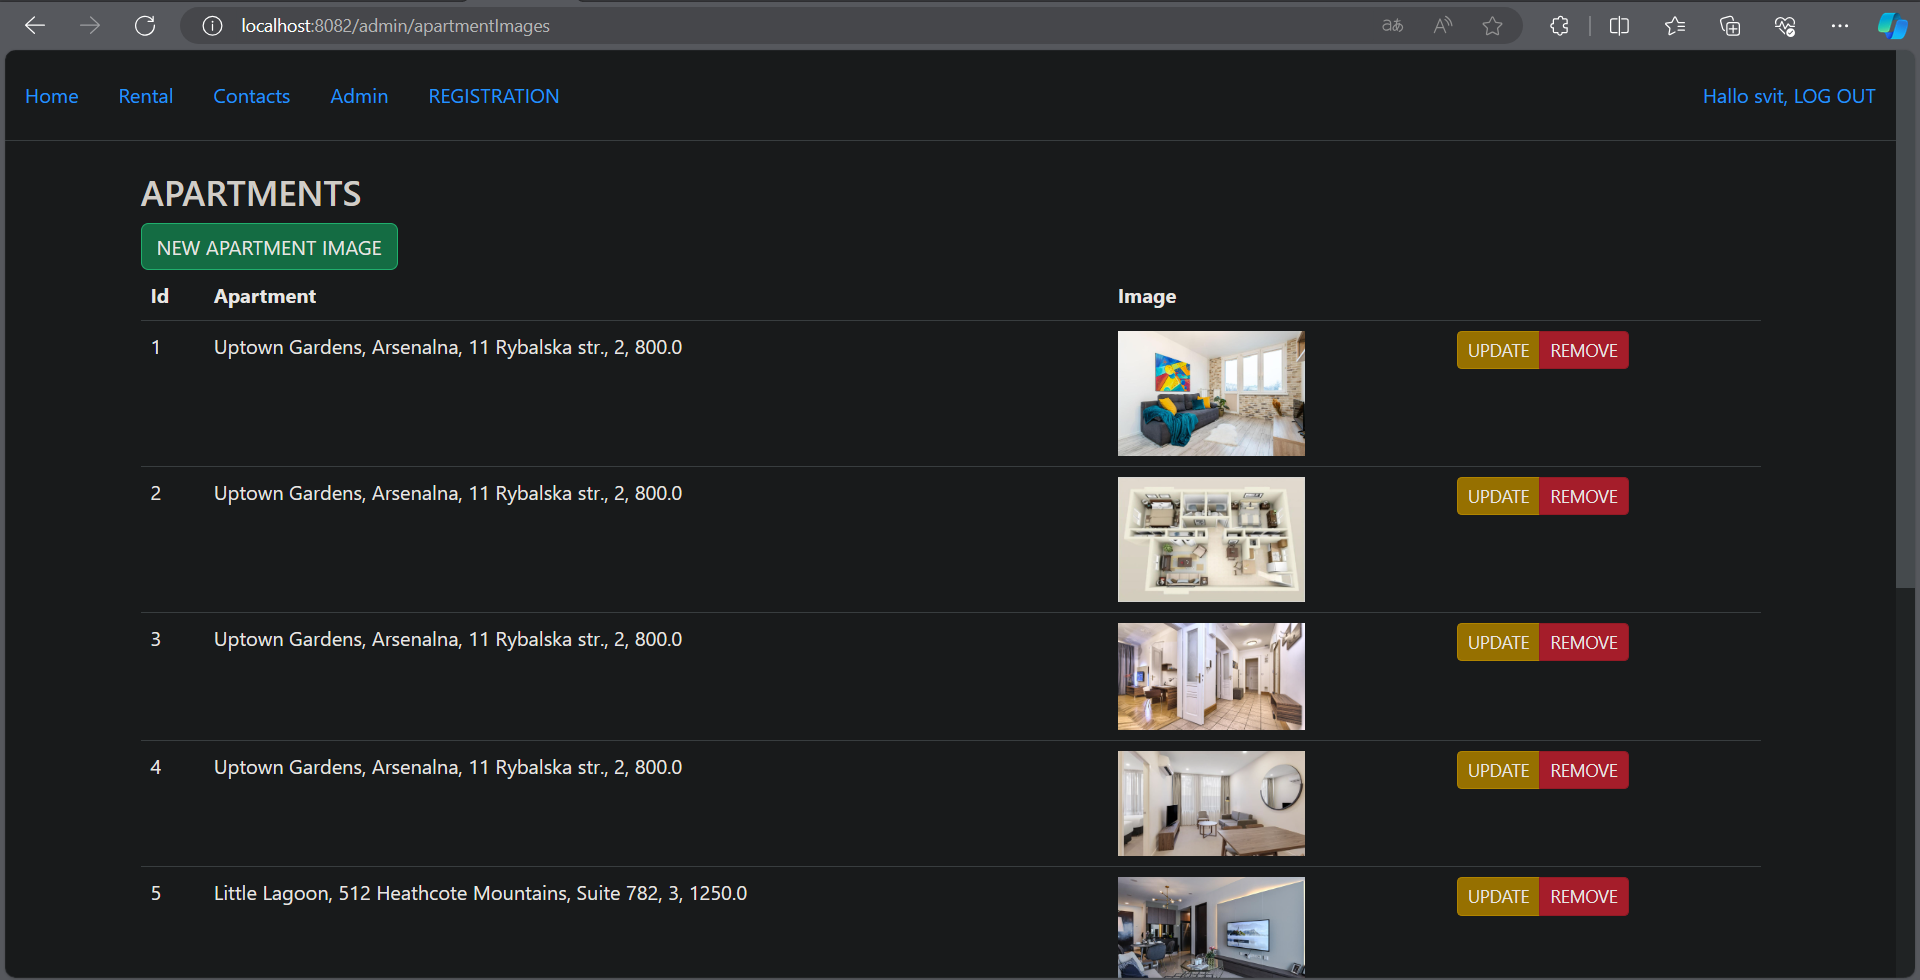 localhost:8082/admin/apartmentImages
Home Rental Contacts Admin REGISTRATION Hallo svit, LOG OUT
APARTMENTS
NEW APARTMENT IMAGE
Id Apartment Image
1 Uptown Gardens, Arsenalna, 11 Rybalska str., 2, 800.0 UPDATE REMOVE
2 Uptown Gardens, Arsenalna, 11 Rybalska str., 2, 800.0 UPDATE REMOVE
3 Uptown Gardens, Arsenalna, 11 Rybalska str., 2, 800.0 UPDATE REMOVE
4 Uptown Gardens, Arsenalna, 11 Rybalska str., 2, 800.0 UPDATE REMOVE
5 Little Lagoon, 512 Heathcote Mountains, Suite 782, 3, 1250.0 UPDATE REMOVE